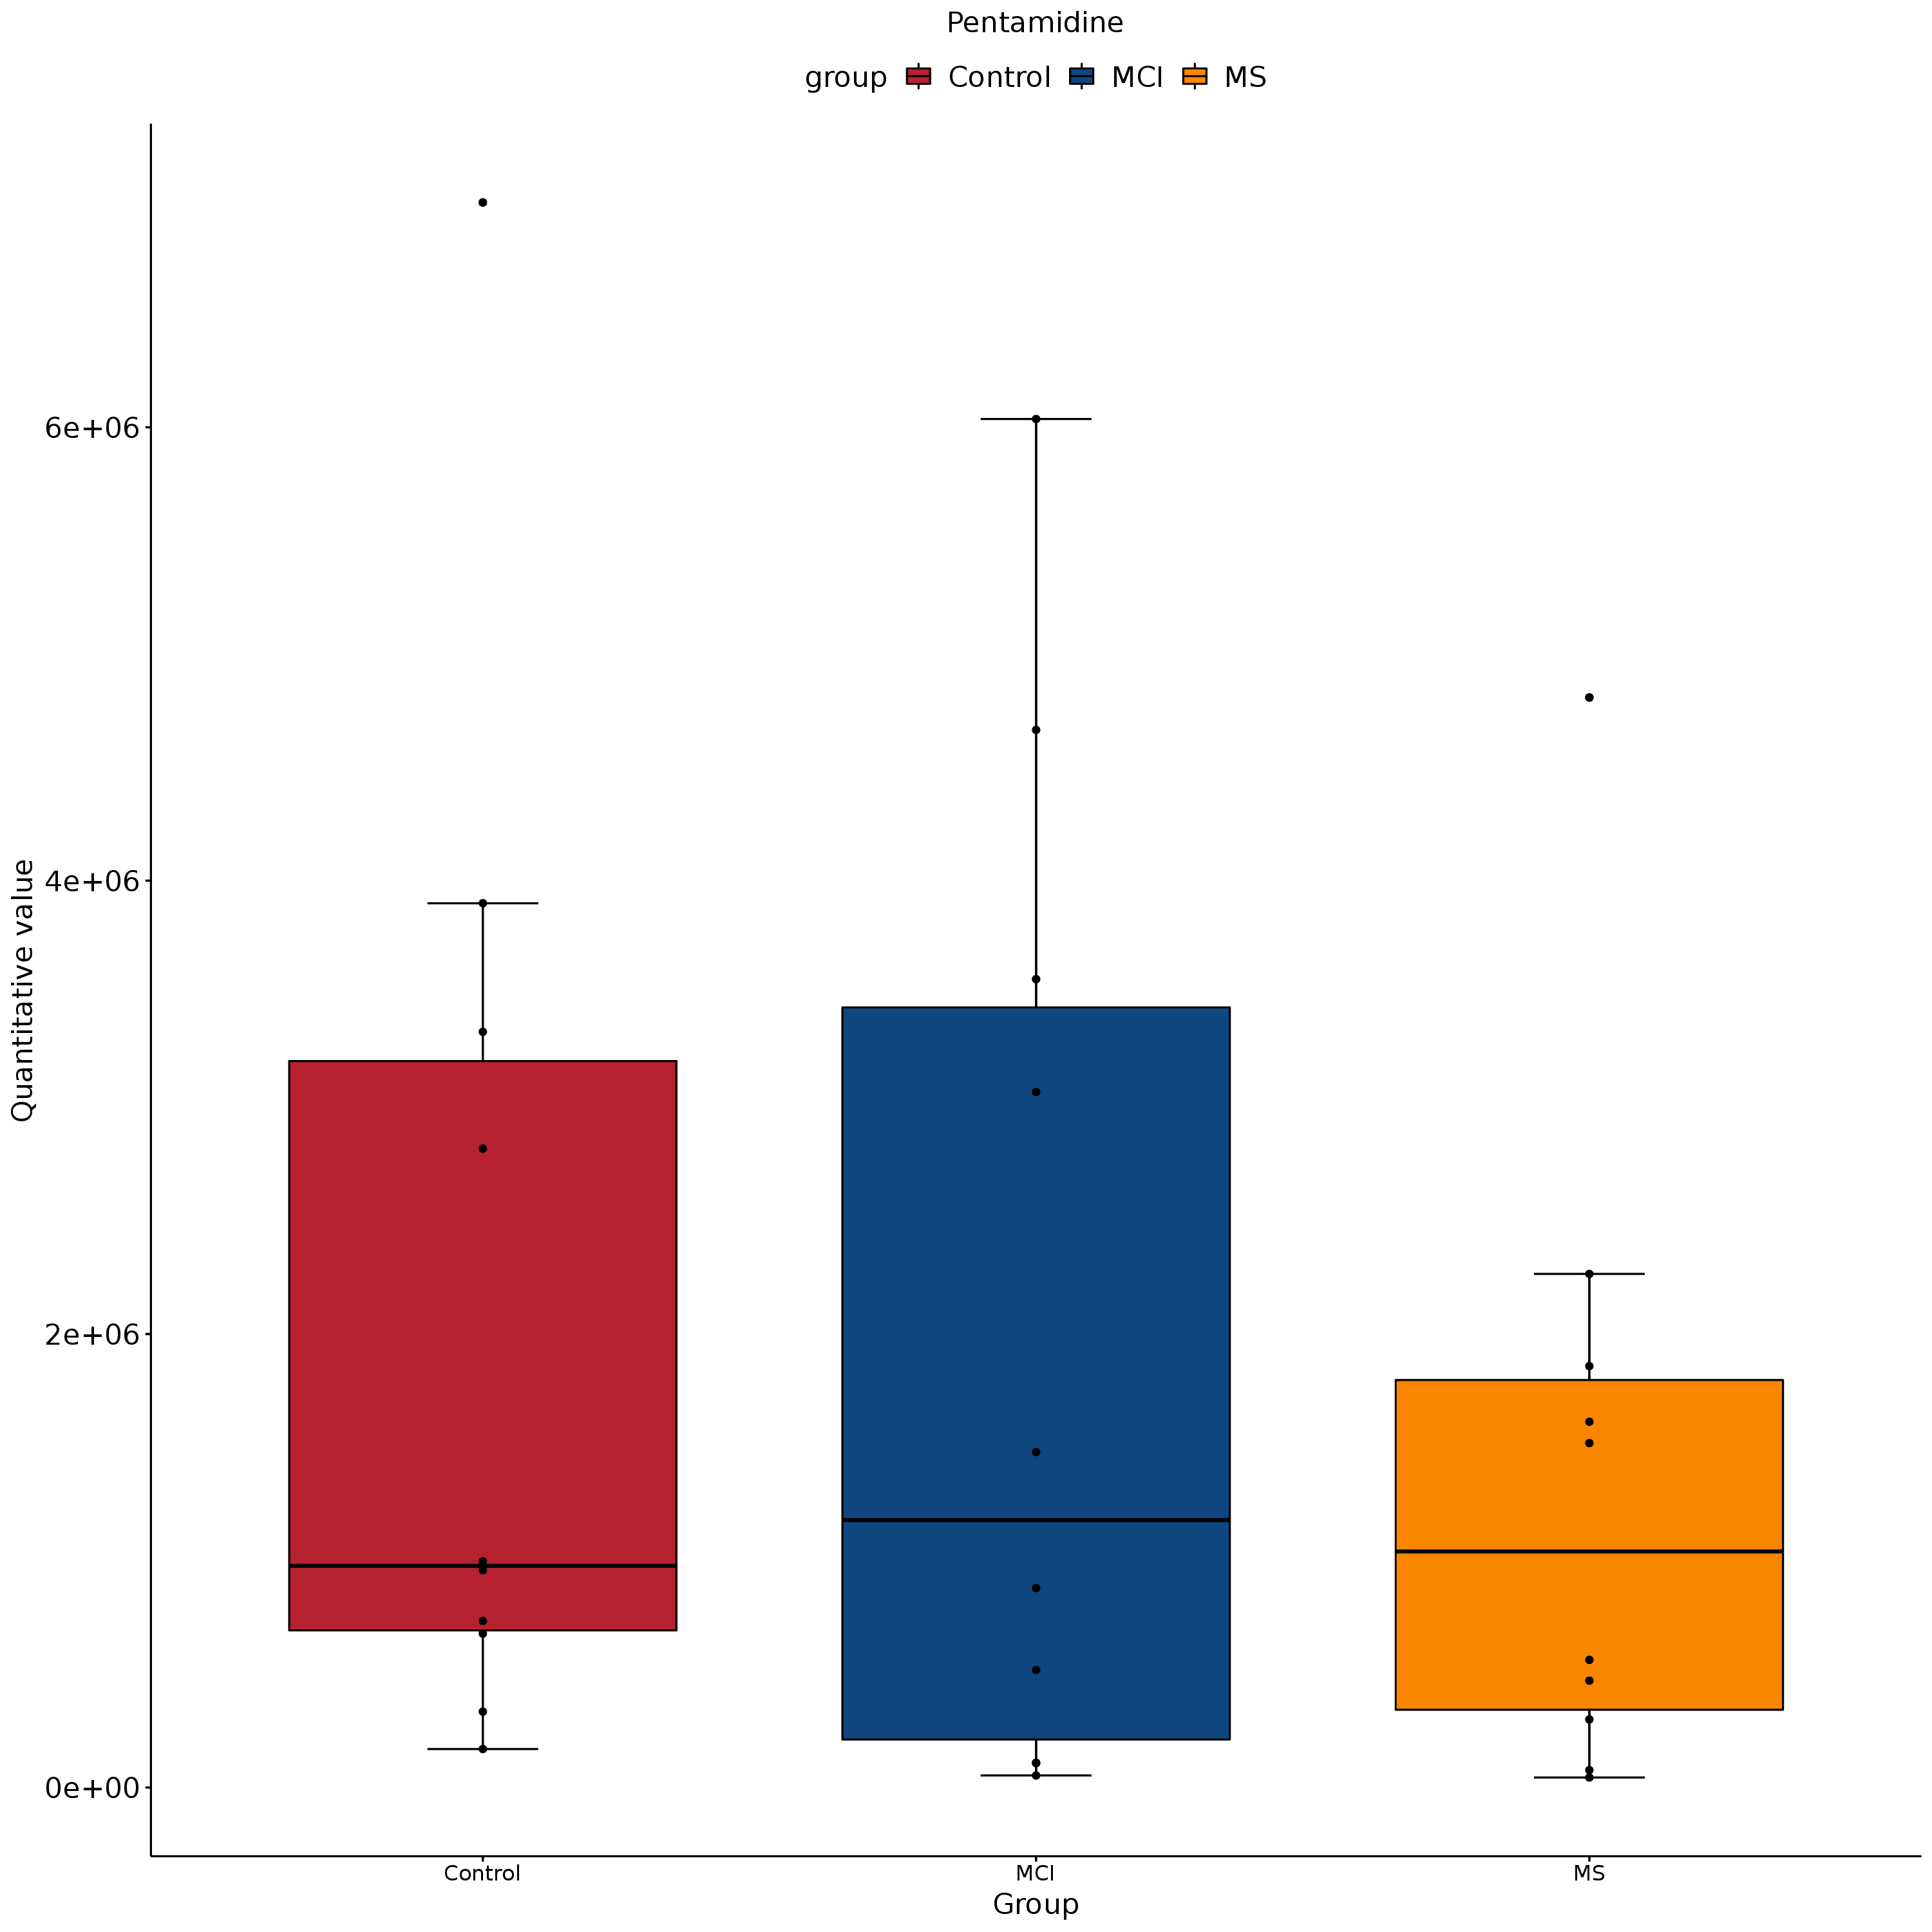 Pentamidine
group Control MCI MS
Quantitative value
6e+06
4e+06
2e+06
0e+00
Control MCI MS
Group